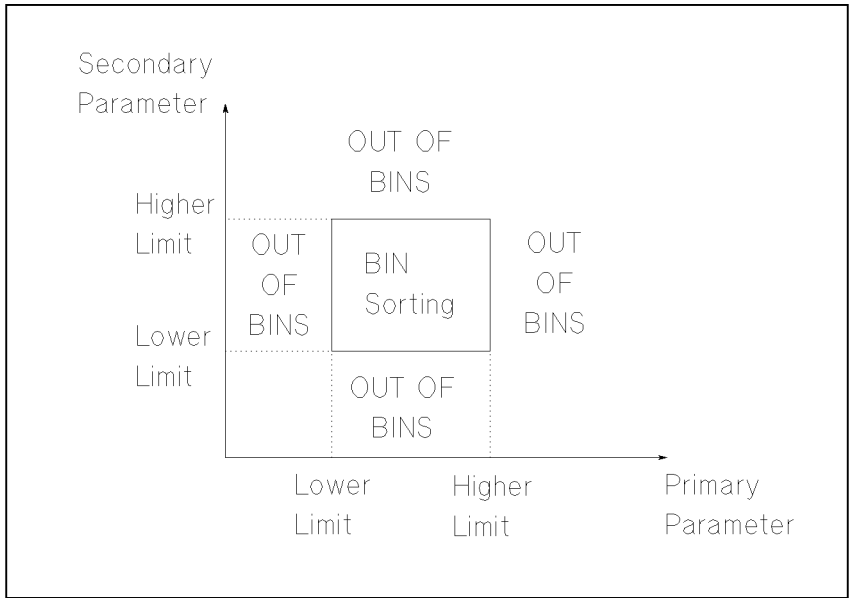 Secondary
Parameter
OUT OF
BINS
Higher
Limit
OUT
OF
BINS
BIN
Sorting
OUT
OF
BINS
Lower
Limit
OUT OF
BINS
Lower
Limit
Higher
Limit
Primary
Parameter